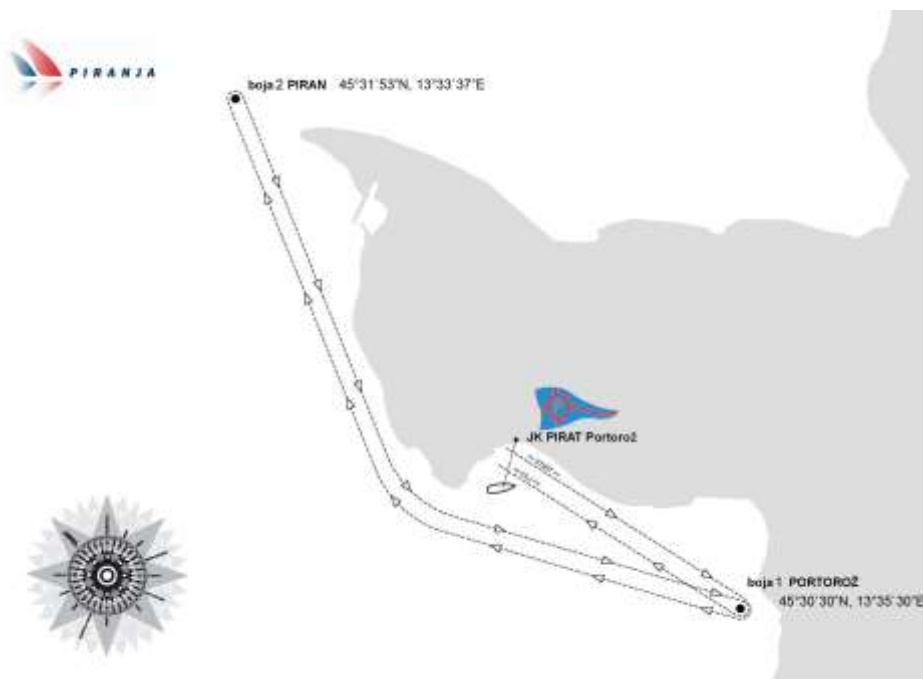 PIRANJA
boja 2 PIRAN 45°31'53"N, 13°33'37"E
JK PIRAT Portorož
boja 1 PORTOROŽ
45°30'30"N, 13°35'30"E